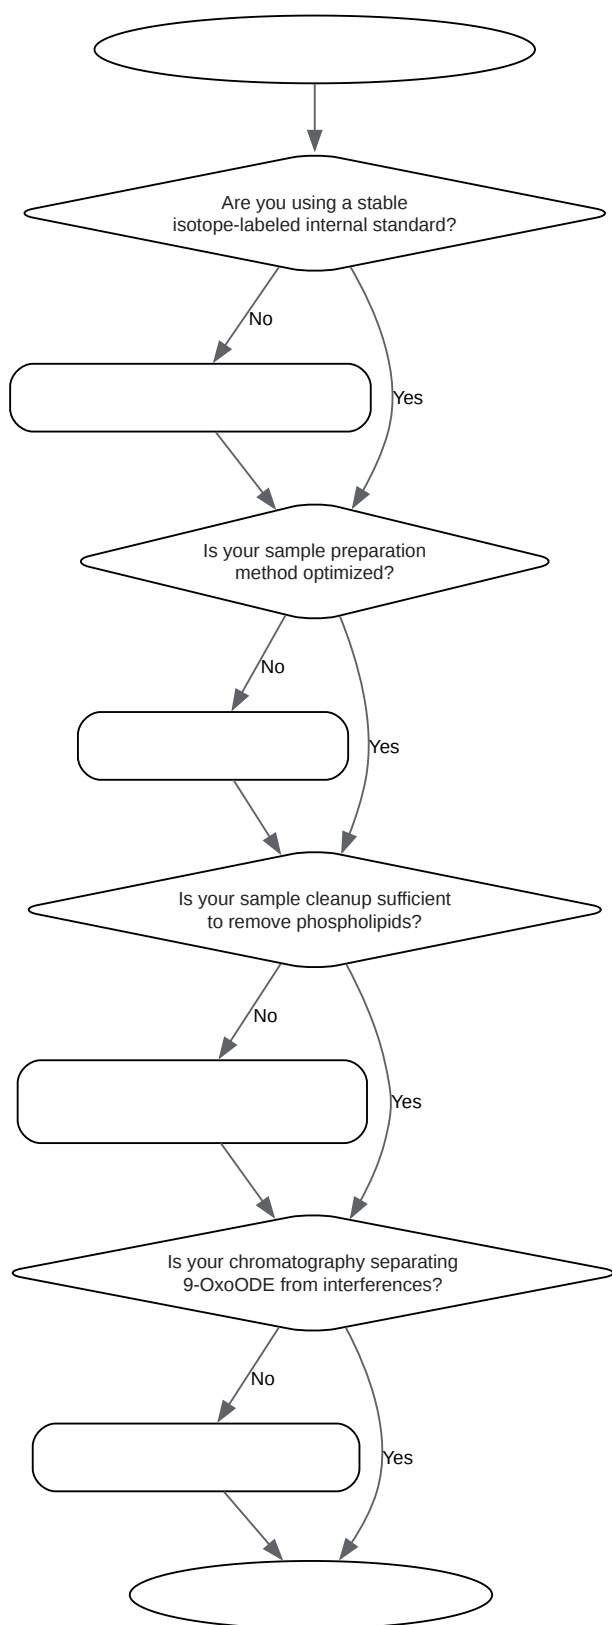 Are you using a stable
isotope-labeled internal standard?
No
Yes
Is your sample preparation
method optimized?
No
Yes
Is your sample cleanup sufficient
to remove phospholipids?
No
Yes
Is your chromatography separating
9-OxoODE from interferences?
No
Yes